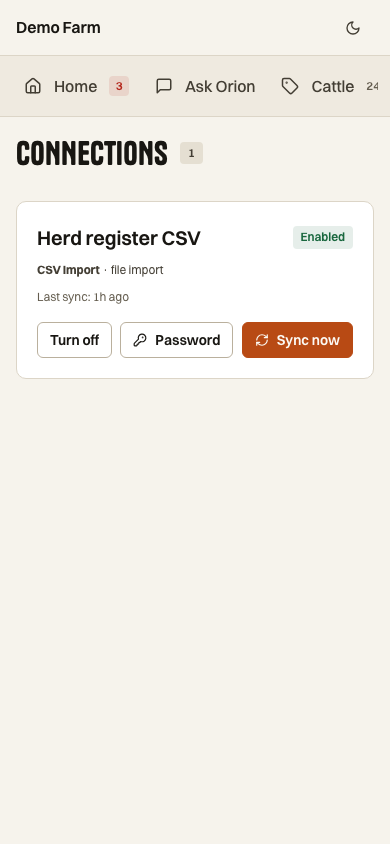 Demo Farm
Home 3 Ask Orion Cattle 24
CONNECTIONS 1
Herd register CSV Enabled
CSV Import · file import
Last sync: 1h ago
Turn off Password Sync now